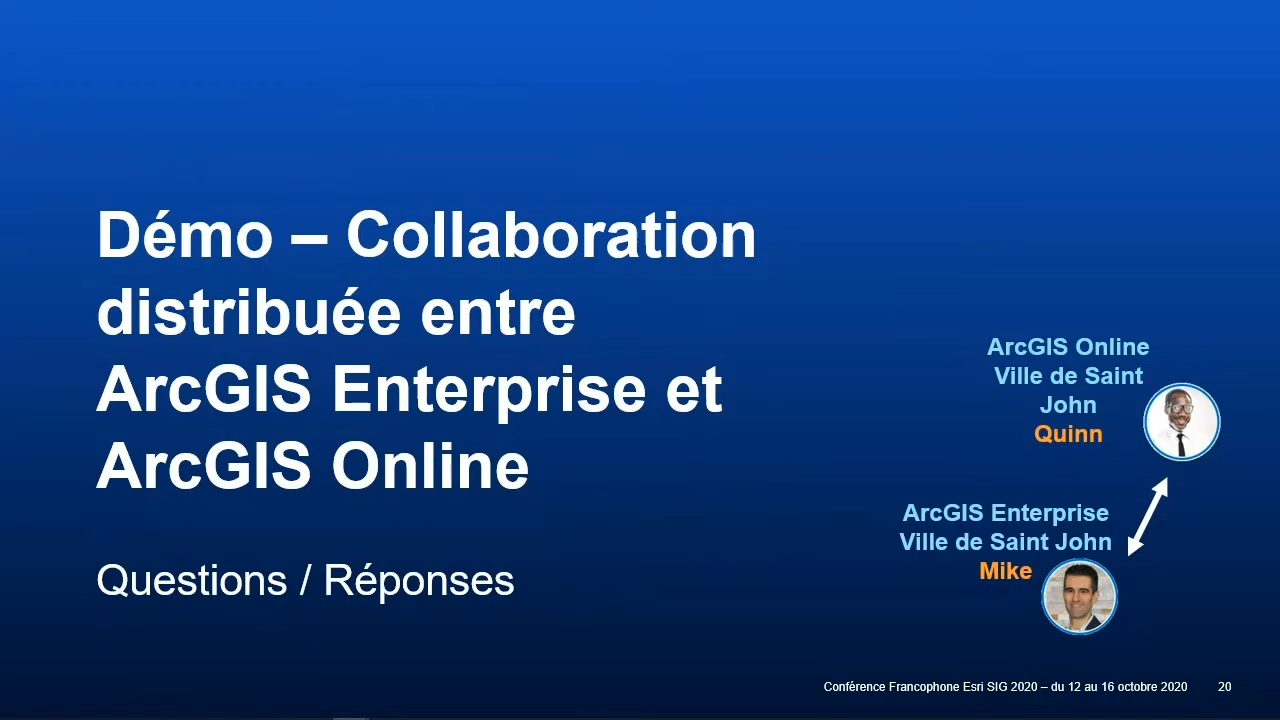 Démo – Collaboration
distribuée entre
ArcGIS Enterprise et
ArcGIS Online
Questions / Réponses
ArcGIS Online
Ville de Saint
John
Quinn
ArcGIS Enterprise
Ville de Saint John
Mike
Conférence Francophone Esri SIG 2020 – du 12 au 16 octobre 2020 20